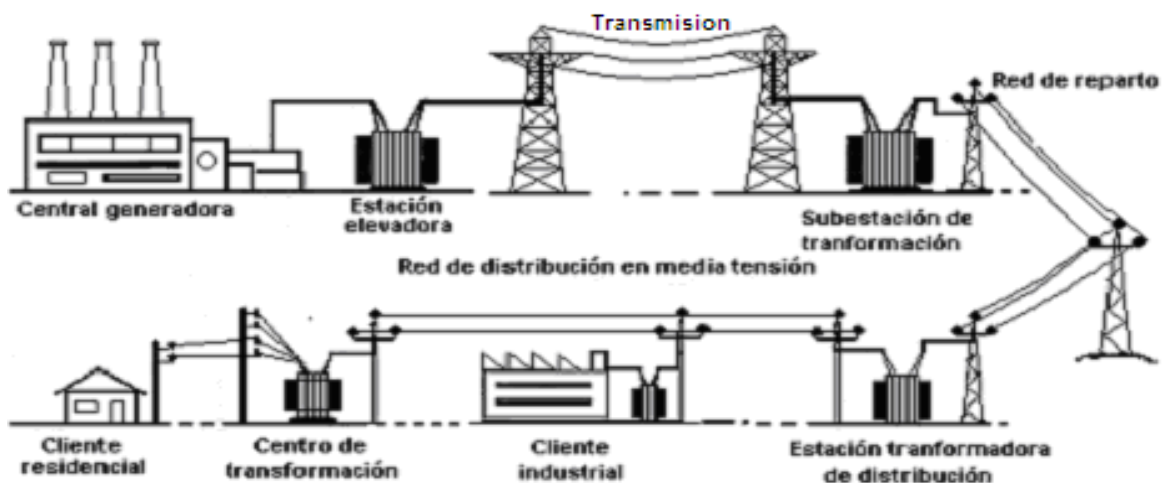 Transmision
Red de reparto
Central generadora
Estación
elevadora
Subestación de
tranformación
Red de distribución en media tensión
Cliente
residencial
Centro de
transformación
Cliente
industrial
Estación tranformadora
de distribución